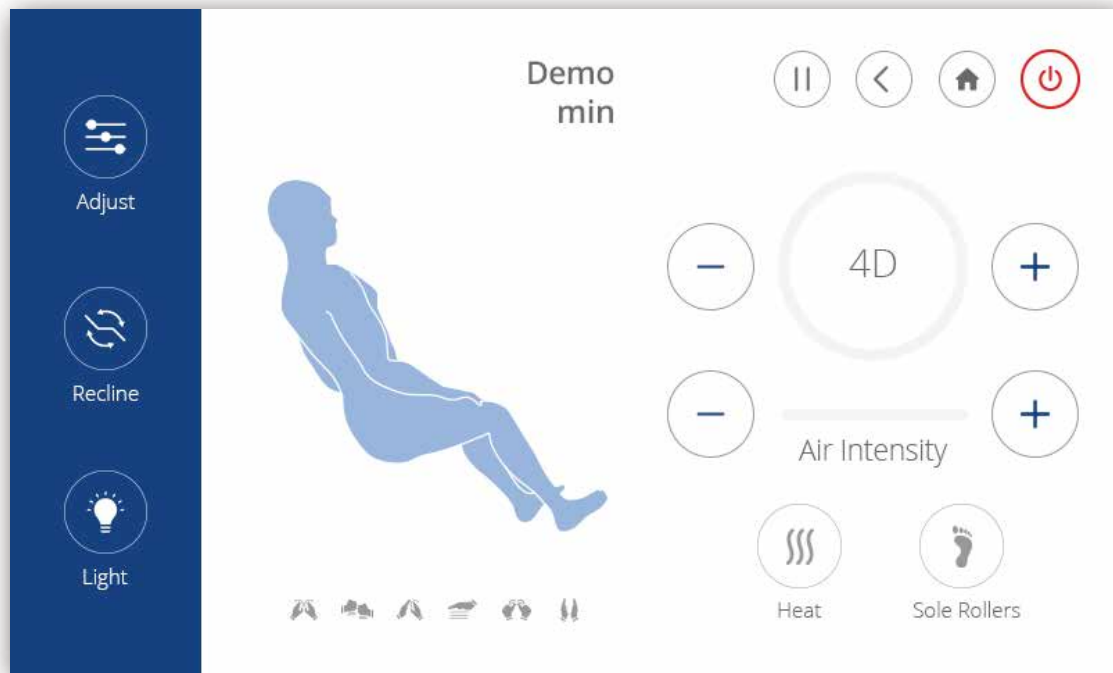 Demo
min
Adjust
Recline
Light
4D
Air Intensity
Heat
Sole Rollers